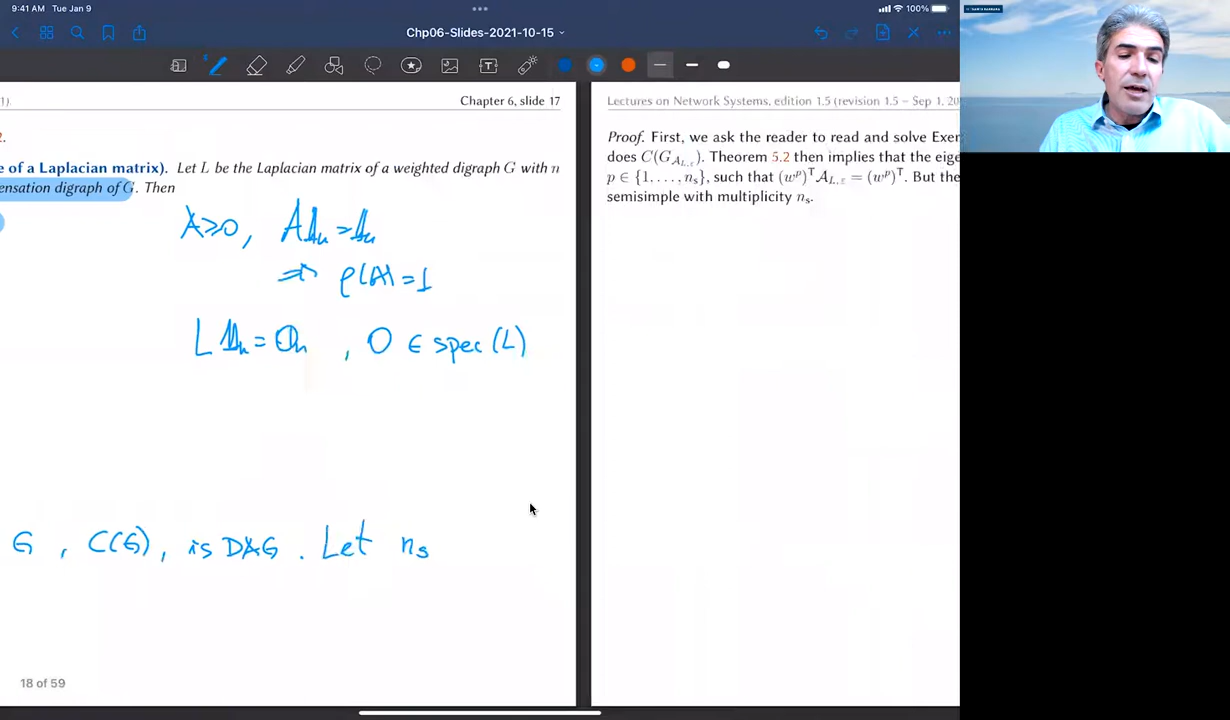 9:41 AM Tue Jan 9
100%
Chp06-Slides-2021-10-15
1).
Chapter 6, slide 17
2.
e of a Laplacian matrix). Let L be the Laplacian matrix of a weighted digraph G with n
ensation digraph of G. Then
A≥0, A𝟙n = 𝟙n
⇒ ρ(A) = 1
L𝟙n = 𝟘n , 0 ∈ spec(L)
G , C(G), is DAG. Let ns
18 of 59
Lectures on Network Systems, edition 1.5 (revision 1.5 – Sep 1, 20
Proof. First, we ask the reader to read and solve Exer
does C(G_{A_{L,ε}}). Theorem 5.2 then implies that the eige
p ∈ {1, . . . , ns}, such that (w^p)^T A_{L,ε} = (w^p)^T. But the
semisimple with multiplicity ns.